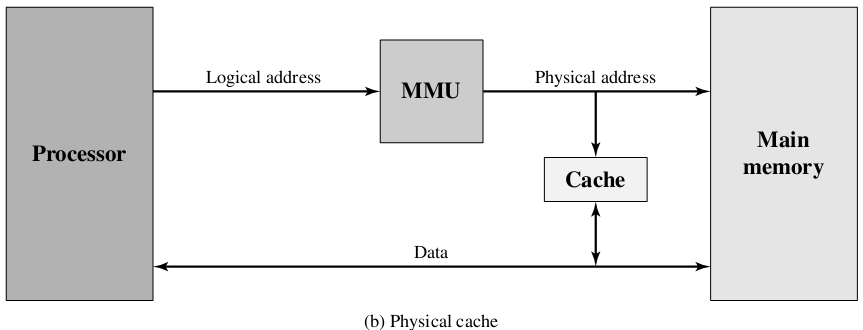 Logical address
Physical address
MMU
Processor
Main
memory
Cache
Data
(b) Physical cache